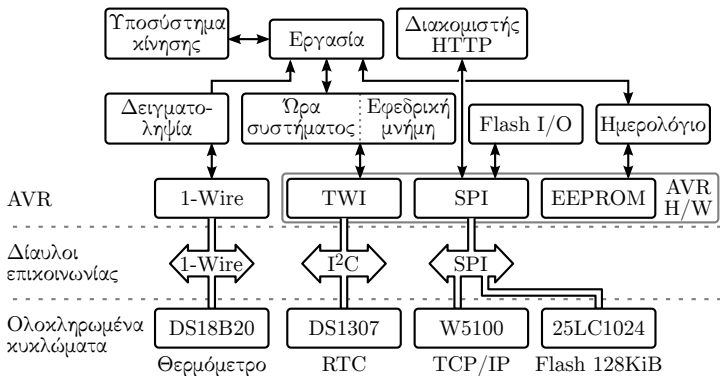 Υποσύστημα
κίνησης
Εργασία
Διακομιστής
HTTP
Δειγματο-
ληψία
Ώρα
συστήματος
Εφεδρική
μνήμη
Flash I/O
Ημερολόγιο
AVR
1-Wire
TWI
SPI
EEPROM
AVR
H/W
Δίαυλοι
επικοινωνίας
1-Wire
I²C
SPI
Ολοκληρωμένα
κυκλώματα
DS18B20
DS1307
W5100
25LC1024
Θερμόμετρο
RTC
TCP/IP
Flash 128KiB